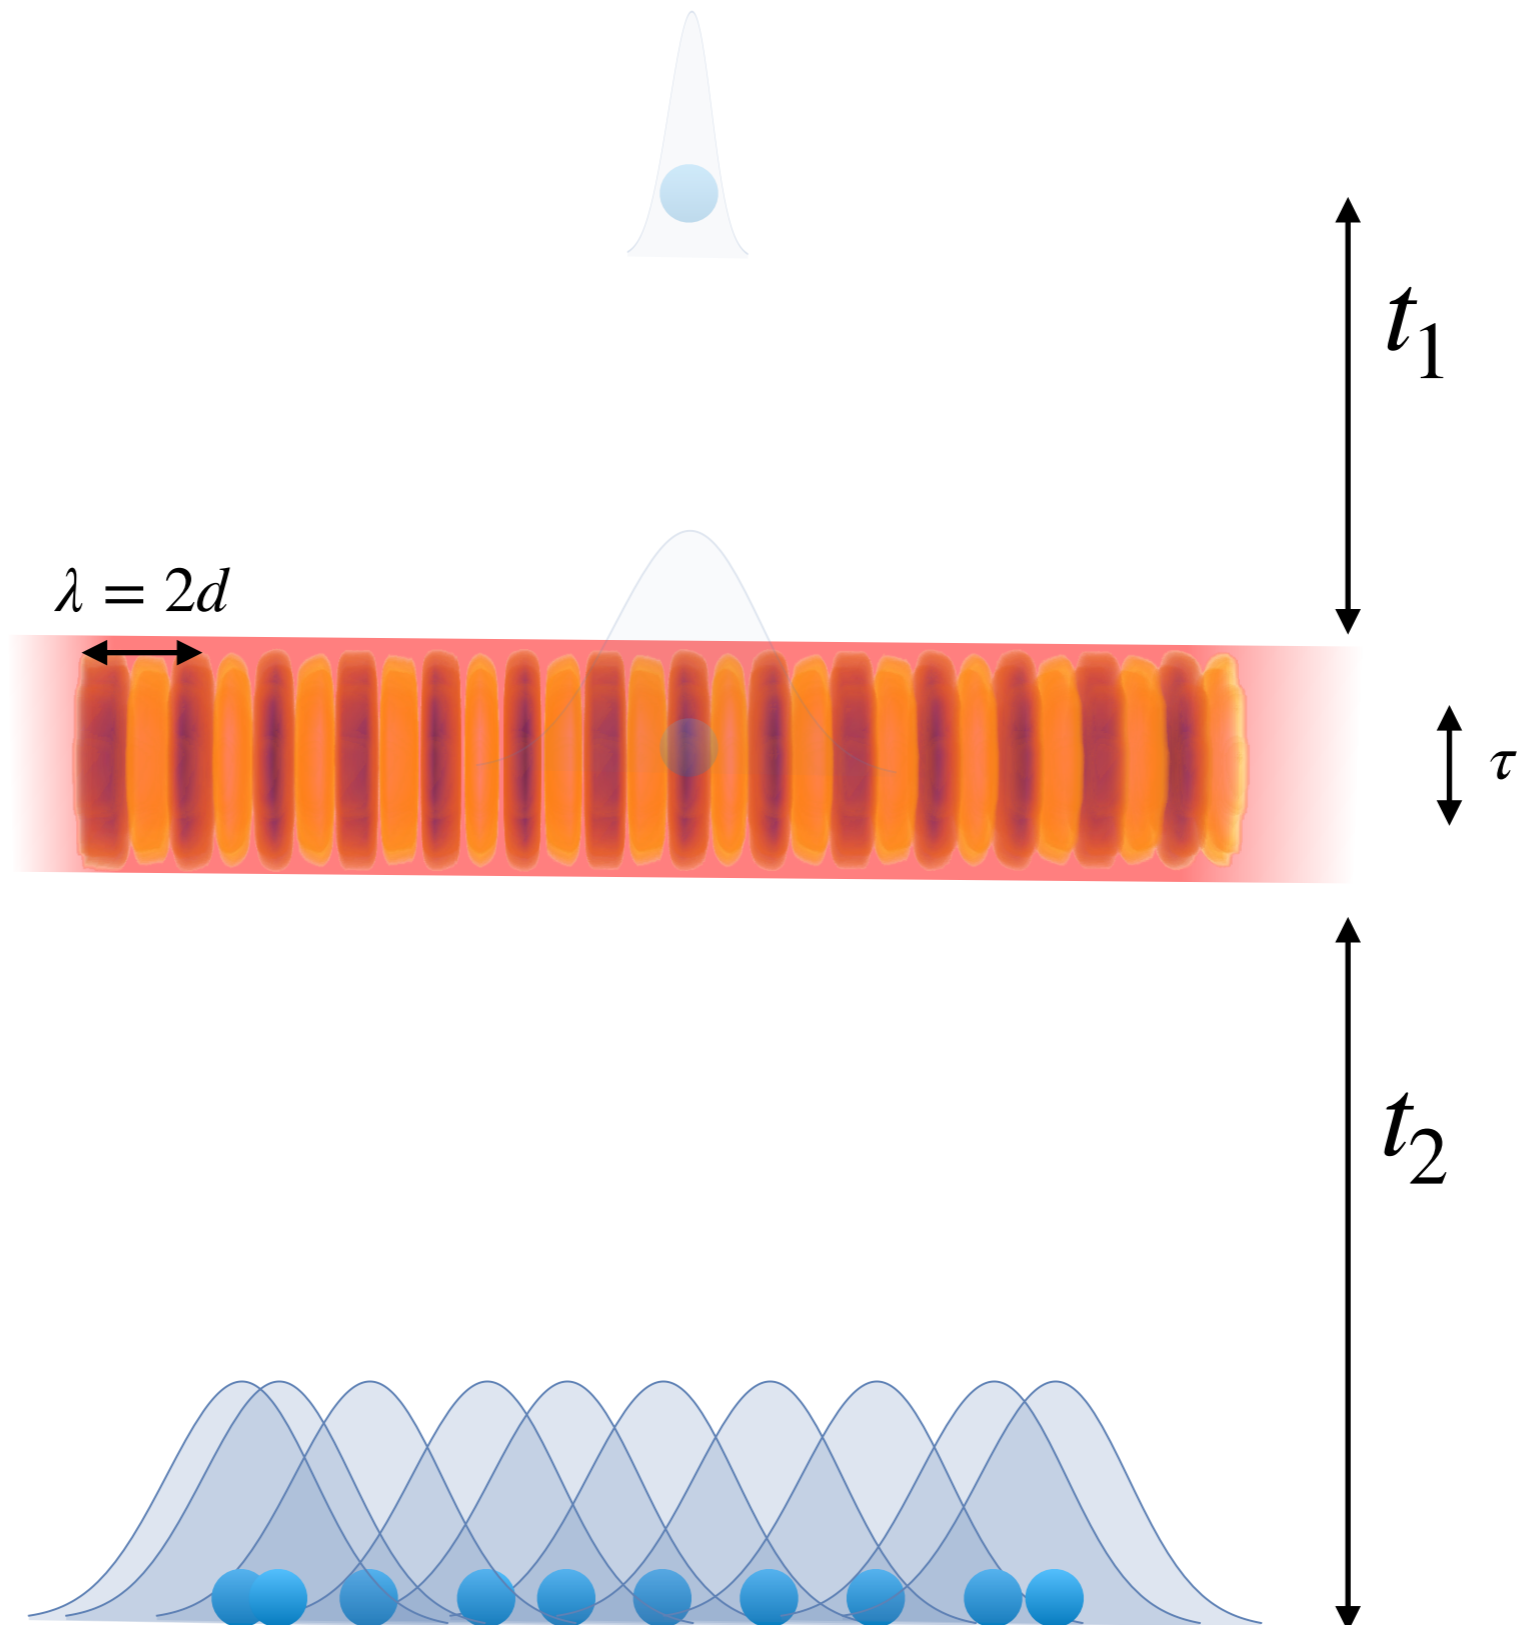 t₁
λ = 2d
τ
t₂